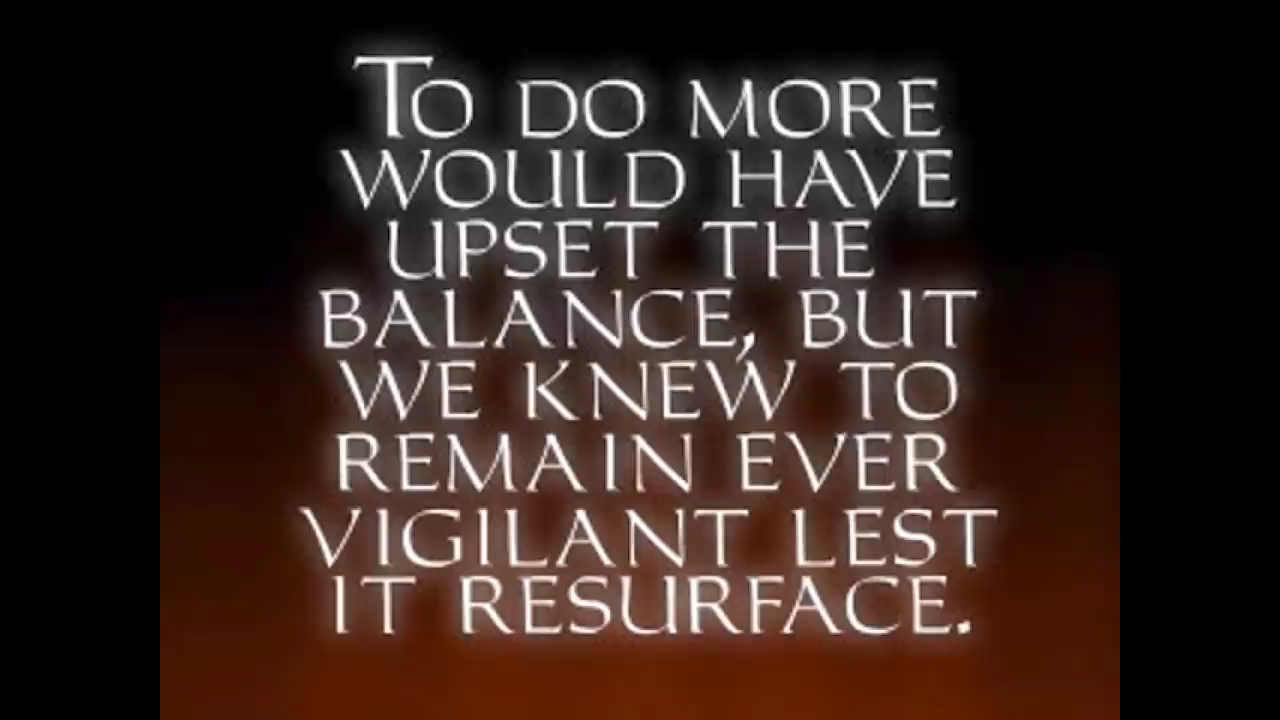 To do more
would have
upset the
balance, but
we knew to
remain ever
vigilant lest
it resurface.